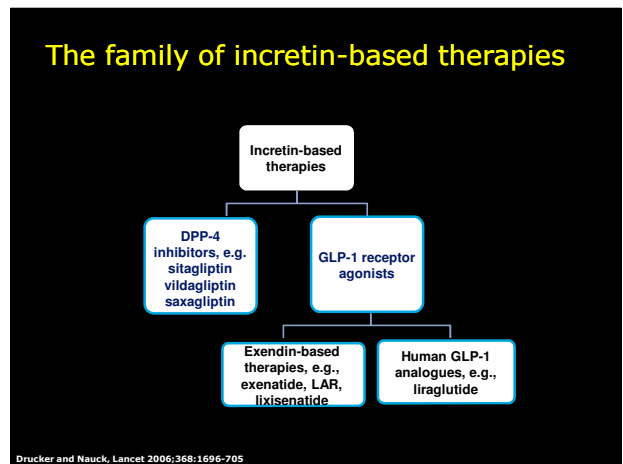 The family of incretin-based therapies
Incretin-based
therapies
DPP-4
inhibitors, e.g.
sitagliptin
vildagliptin
saxagliptin
GLP-1 receptor
agonists
Exendin-based
therapies, e.g.,
exenatide, LAR,
lixisenatide
Human GLP-1
analogues, e.g.,
liraglutide
Drucker and Nauck, Lancet 2006;368:1696-705